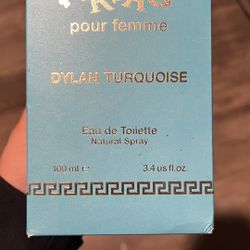 pour femme
DYLAN TURQUOISE
Eau de Toilette
Natural Spray
100 ml ℮ 3.4 us fl.oz.